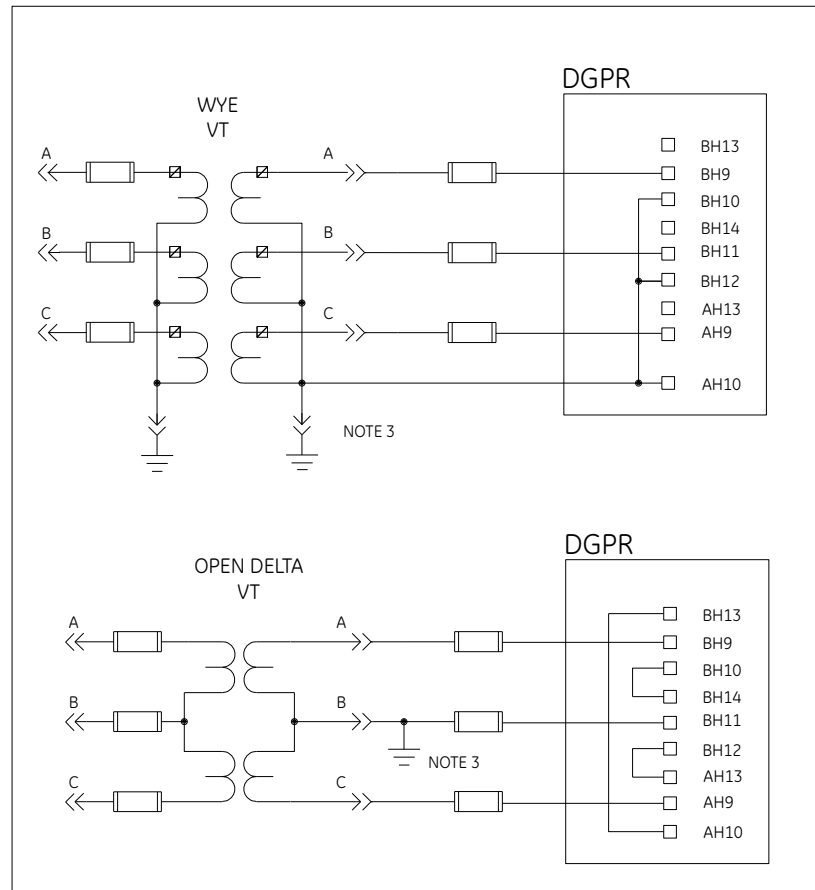 DGPR
WYE
VT
A
A
BH13
BH9
BH10
B
B
BH14
BH11
BH12
C
C
AH13
AH9
AH10
NOTE 3
DGPR
OPEN DELTA
VT
A
A
BH13
BH9
BH10
B
B
BH14
BH11
NOTE 3
BH12
C
C
AH13
AH9
AH10